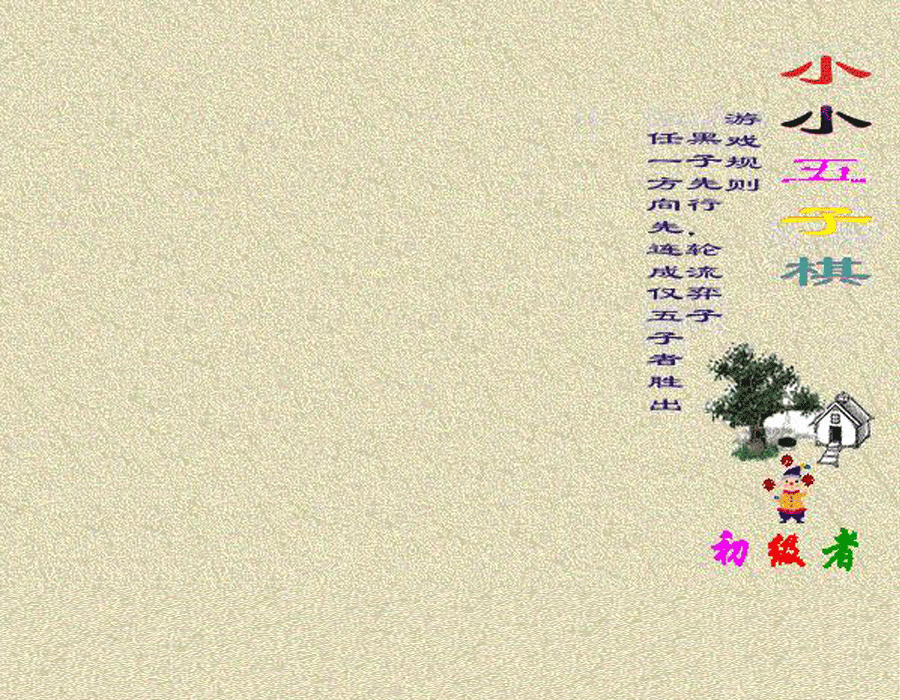 小小五子棋
游戏规则
黑子先行，轮流弈子
任一方向先连成仅五子者胜出
初级者